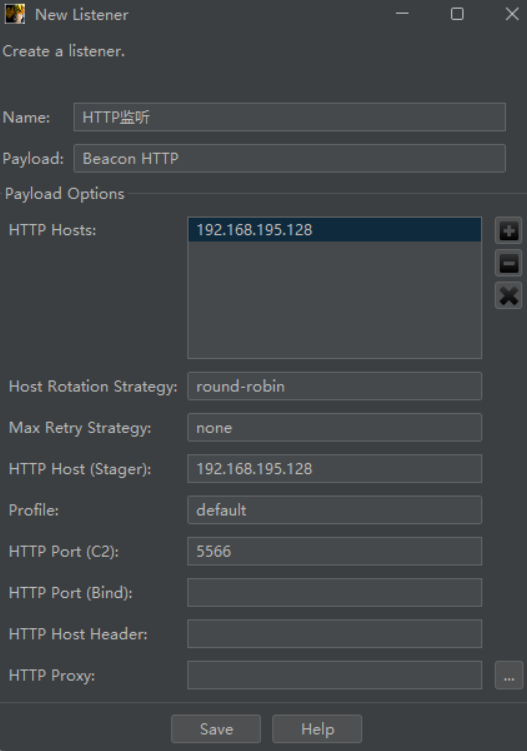 New Listener
Create a listener.
Name: HTTP监听
Payload: Beacon HTTP
Payload Options
HTTP Hosts: 192.168.195.128
Host Rotation Strategy: round-robin
Max Retry Strategy: none
HTTP Host (Stager): 192.168.195.128
Profile: default
HTTP Port (C2): 5566
HTTP Port (Bind):
HTTP Host Header:
HTTP Proxy: ...
Save Help